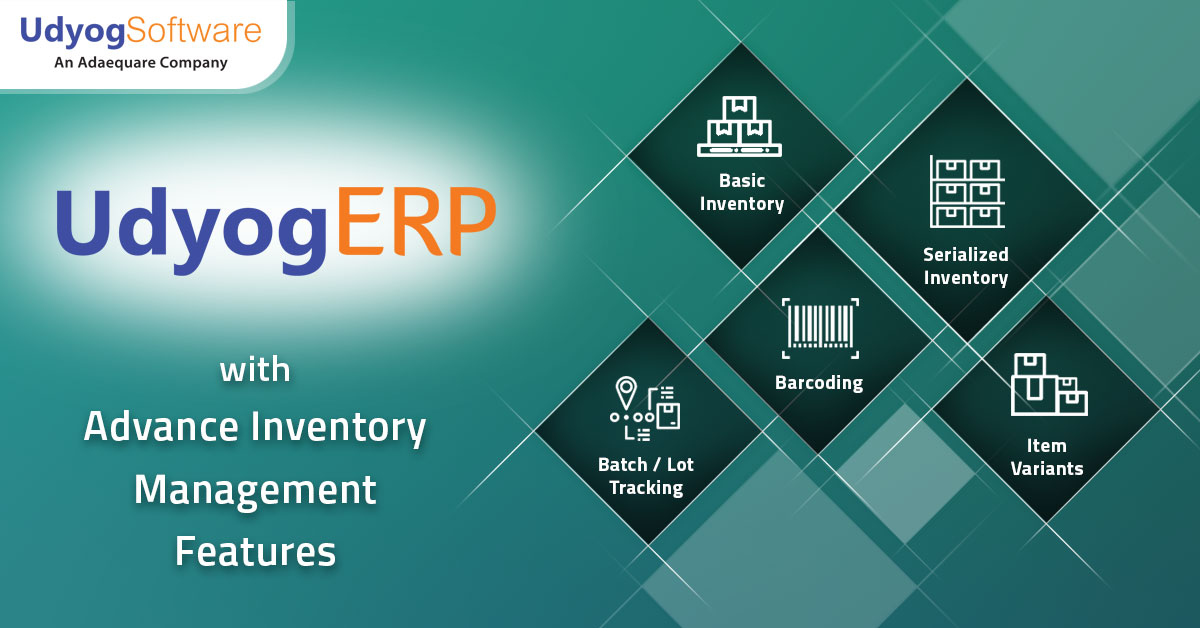 UdyogSoftware
An Adaequare Company
UdyogERP
with
Advance Inventory
Management
Features
Basic
Inventory
Serialized
Inventory
Barcoding
Batch / Lot
Tracking
Item
Variants